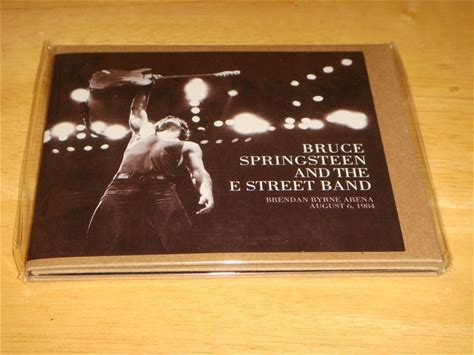 BRUCE
SPRINGSTEEN
AND THE
E STREET BAND
BRENDAN BYRNE ARENA
AUGUST 6, 1984